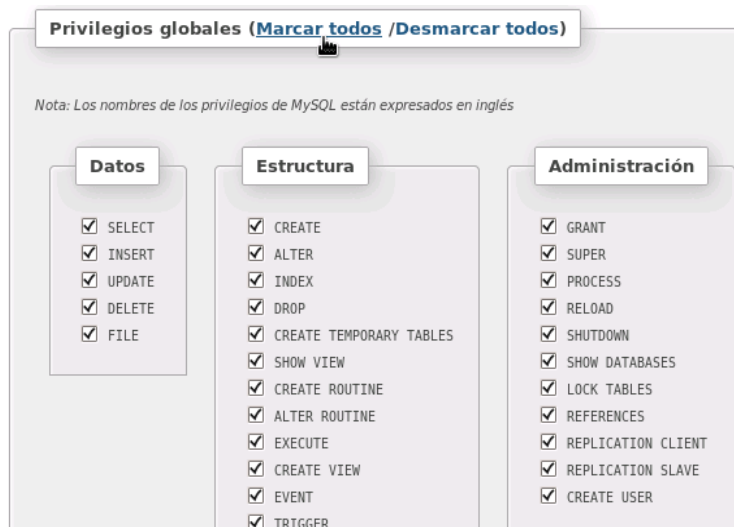 Privilegios globales (Marcar todos /Desmarcar todos)
Nota: Los nombres de los privilegios de MySQL están expresados en inglés
Datos
SELECT
INSERT
UPDATE
DELETE
FILE
Estructura
CREATE
ALTER
INDEX
DROP
CREATE TEMPORARY TABLES
SHOW VIEW
CREATE ROUTINE
ALTER ROUTINE
EXECUTE
CREATE VIEW
EVENT
TRIGGER
Administración
GRANT
SUPER
PROCESS
RELOAD
SHUTDOWN
SHOW DATABASES
LOCK TABLES
REFERENCES
REPLICATION CLIENT
REPLICATION SLAVE
CREATE USER